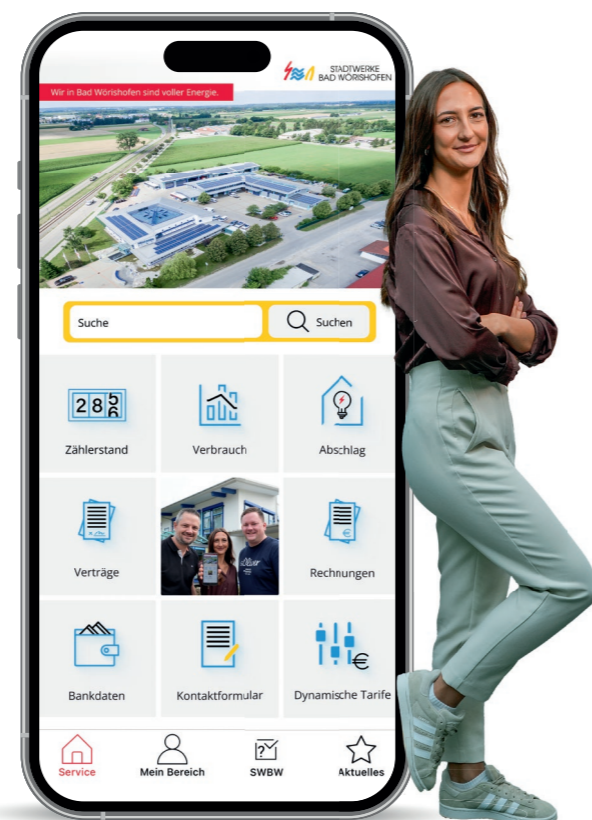 STADTWERKE
BAD WÖRISHOFEN
Wir in Bad Wörishofen sind voller Energie.
Suche
Suchen
Zählerstand
Verbrauch
Abschlag
Verträge
Rechnungen
Bankdaten
Kontaktformular
Dynamische Tarife
Service
Mein Bereich
SWBW
Aktuelles